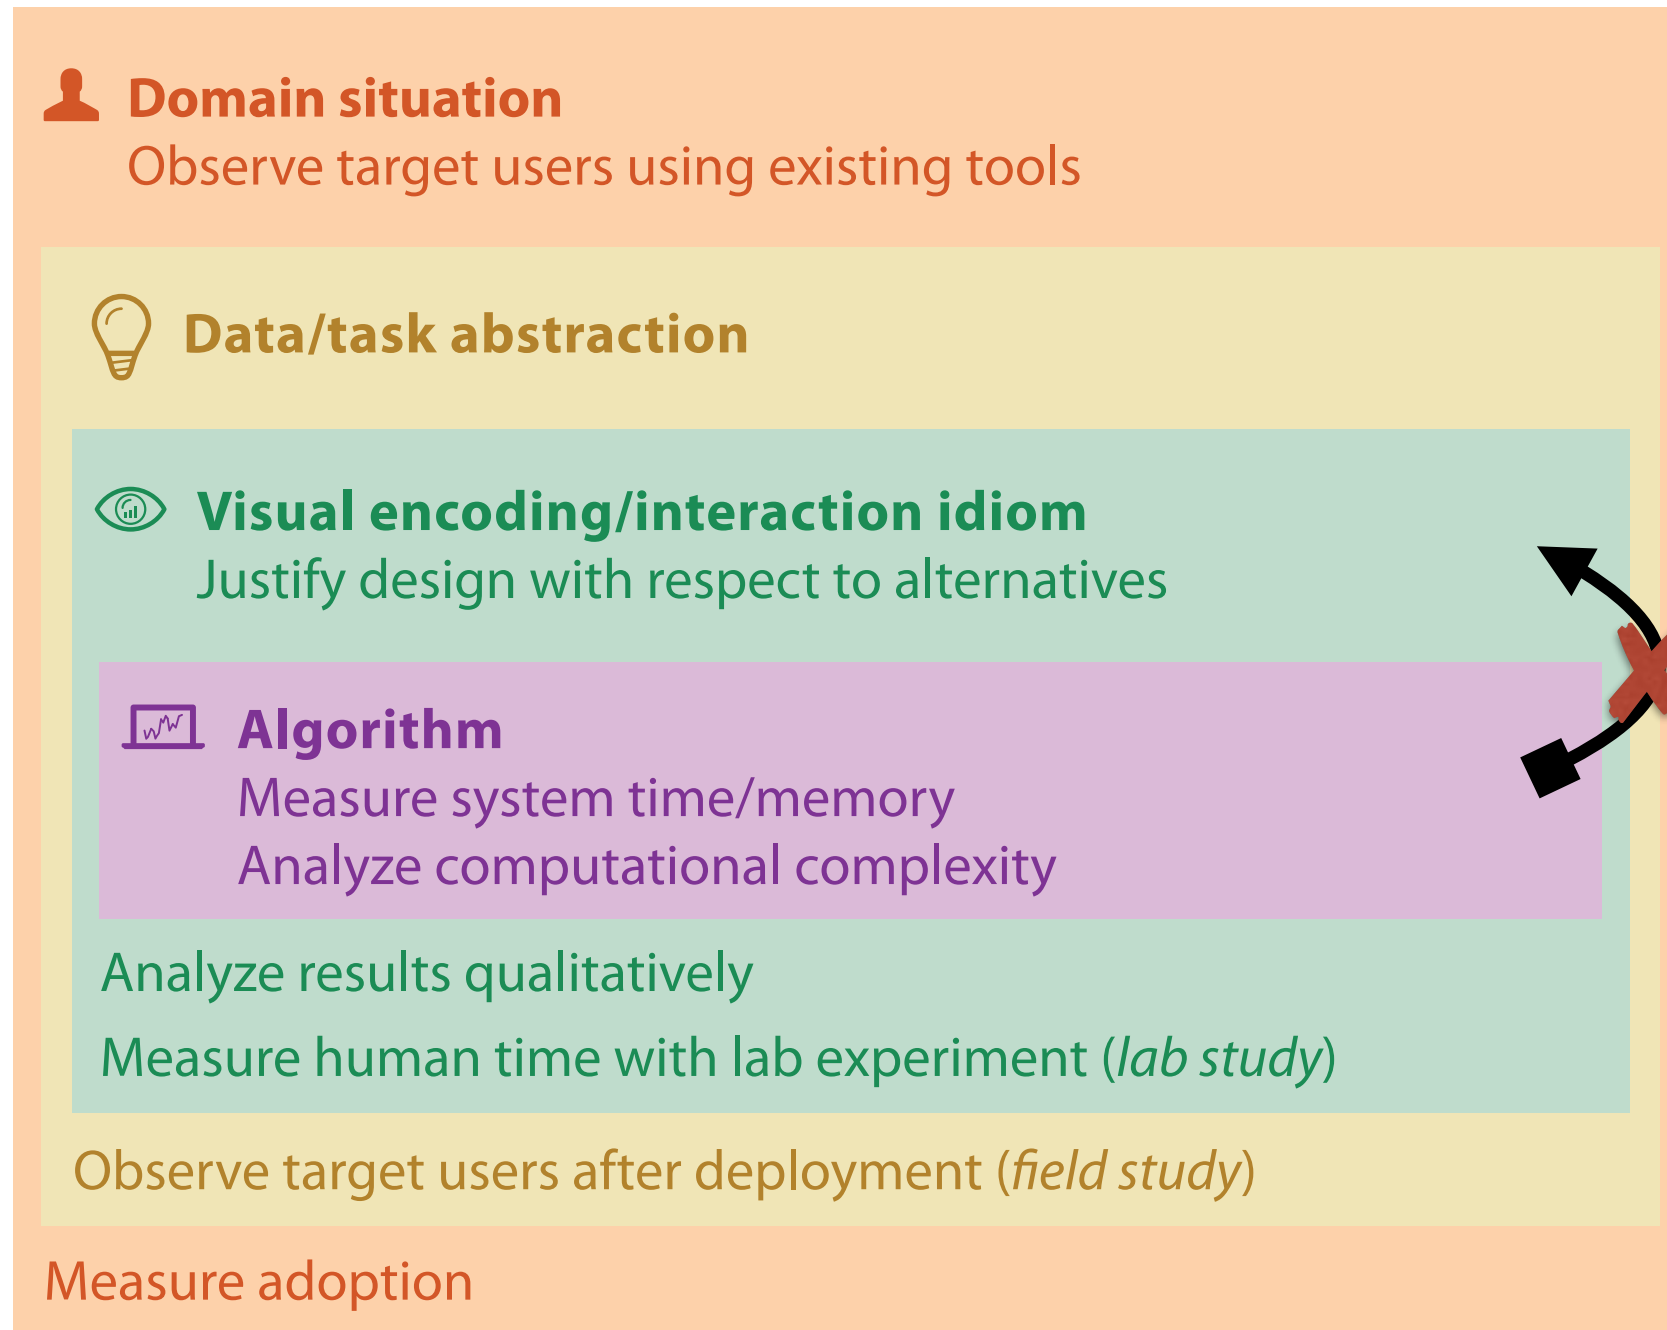 Domain situation
Observe target users using existing tools
Data/task abstraction
Visual encoding/interaction idiom
Justify design with respect to alternatives
Algorithm
Measure system time/memory
Analyze computational complexity
Analyze results qualitatively
Measure human time with lab experiment (lab study)
Observe target users after deployment (field study)
Measure adoption